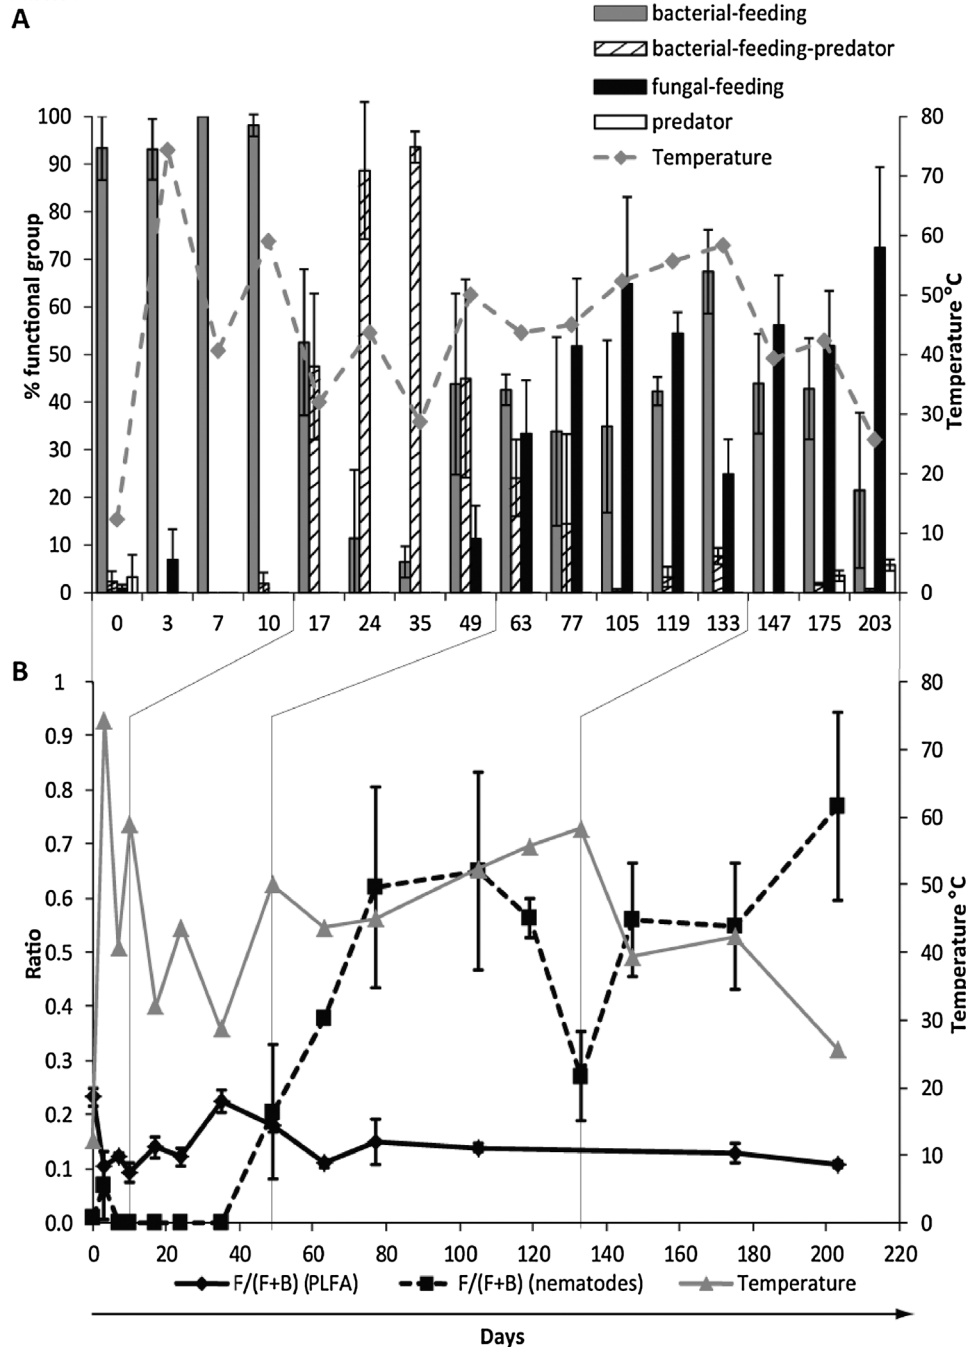 A
bacterial-feeding
bacterial-feeding-predator
fungal-feeding
predator
Temperature
100
90
80
70
60
50
40
30
20
10
0
% functional group
80
70
60
50
40
30
20
10
0
Temperature °C
0 3 7 10 17 24 35 49 63 77 105 119 133 147 175 203
B
1
0.9
0.8
0.7
0.6
0.5
0.4
0.3
0.2
0.1
0.0
Ratio
80
70
60
50
40
30
20
10
0
Temperature °C
0 20 40 60 80 100 120 140 160 180 200 220
F/(F+B) (PLFA) F/(F+B) (nematodes) Temperature
Days